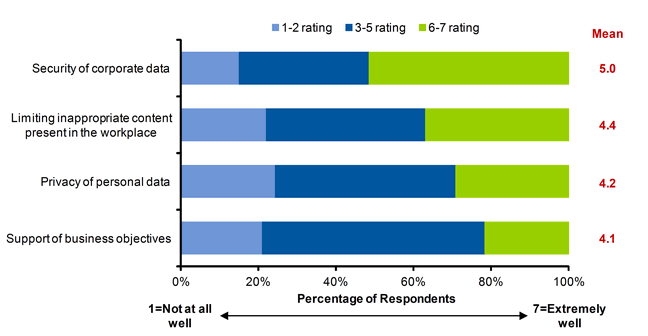 1-2 rating 3-5 rating 6-7 rating
Mean
Security of corporate data 5.0
Limiting inappropriate content
present in the workplace 4.4
Privacy of personal data 4.2
Support of business objectives 4.1
0% 20% 40% 60% 80% 100%
Percentage of Respondents
1=Not at all 7=Extremely
well well